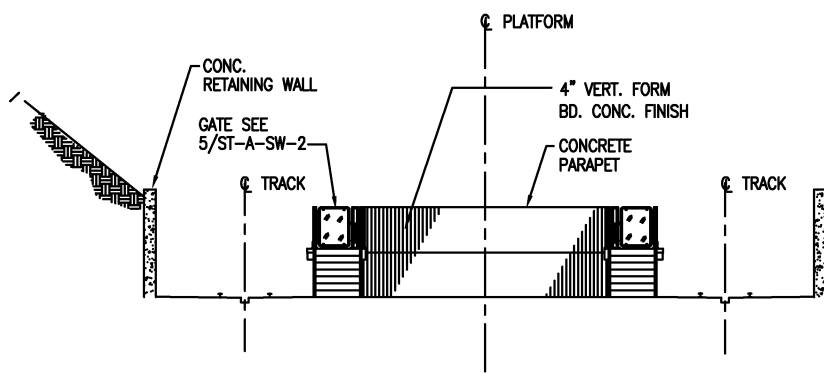 ℄ PLATFORM
CONC.
RETAINING WALL
4" VERT. FORM
BD. CONC. FINISH
GATE SEE
5/ST-A-SW-2
CONCRETE
PARAPET
℄ TRACK
℄ TRACK